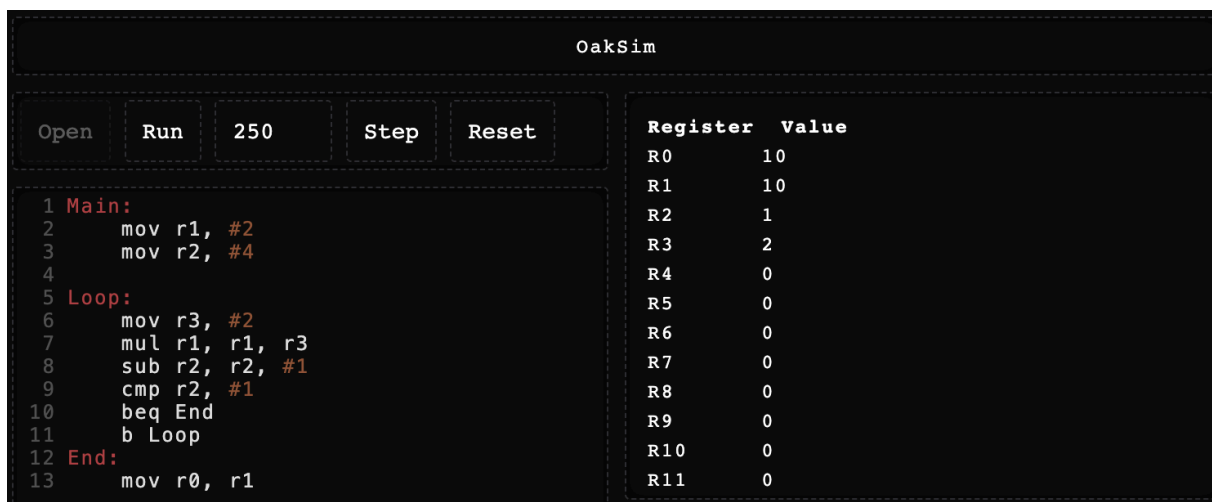 OakSim
Open Run 250 Step Reset
1 Main:
2 mov r1, #2
3 mov r2, #4
4
5 Loop:
6 mov r3, #2
7 mul r1, r1, r3
8 sub r2, r2, #1
9 cmp r2, #1
10 beq End
11 b Loop
12 End:
13 mov r0, r1
Register Value
R0 10
R1 10
R2 1
R3 2
R4 0
R5 0
R6 0
R7 0
R8 0
R9 0
R10 0
R11 0